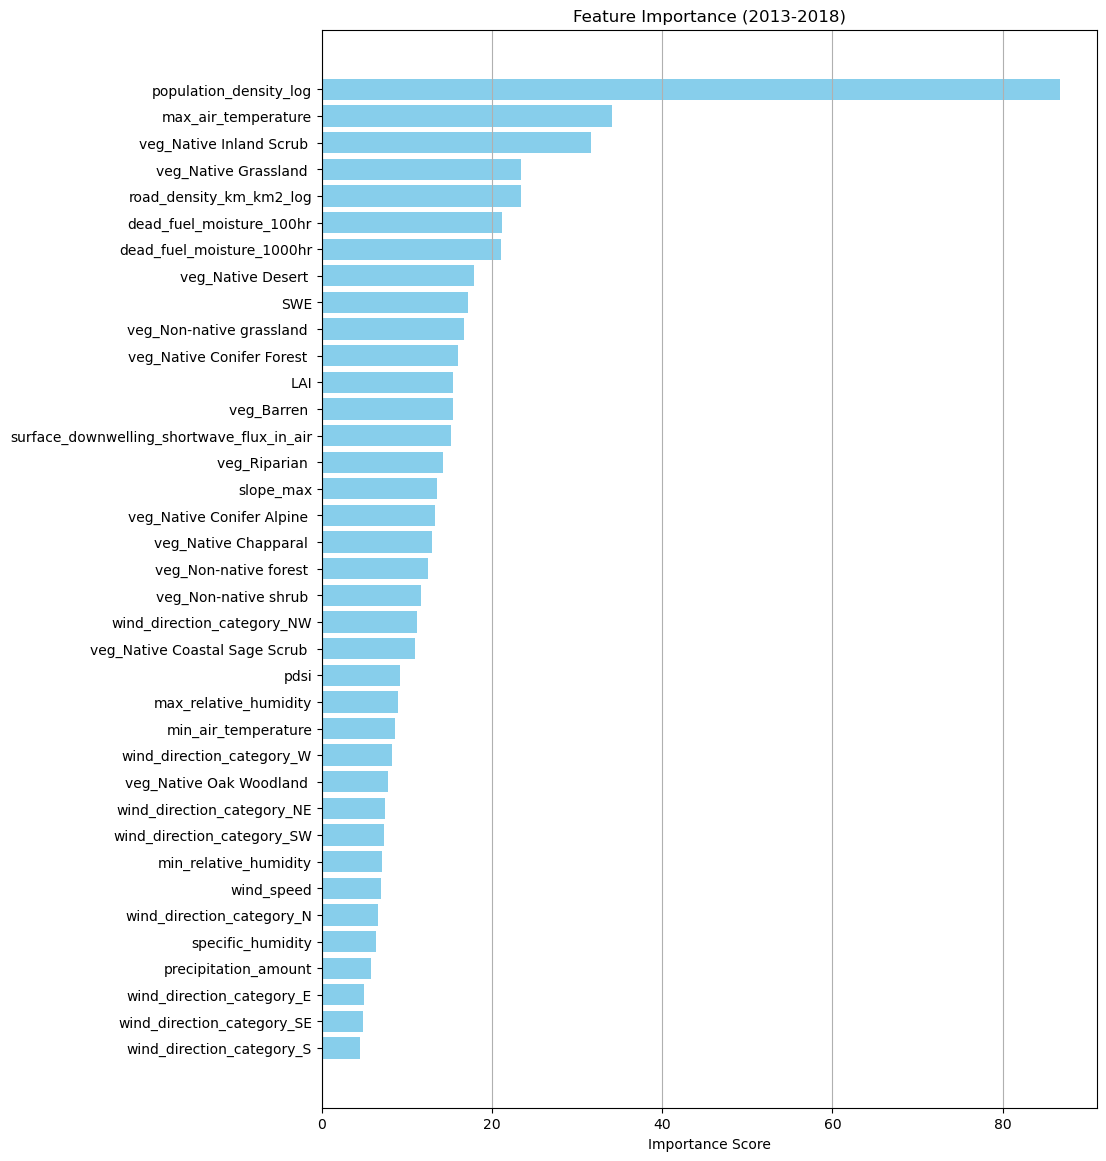 Feature Importance (2013-2018)
population_density_log
max_air_temperature
veg_Native Inland Scrub
veg_Native Grassland
road_density_km_km2_log
dead_fuel_moisture_100hr
dead_fuel_moisture_1000hr
veg_Native Desert
SWE
veg_Non-native grassland
veg_Native Conifer Forest
LAI
veg_Barren
surface_downwelling_shortwave_flux_in_air
veg_Riparian
slope_max
veg_Native Conifer Alpine
veg_Native Chapparal
veg_Non-native forest
veg_Non-native shrub
wind_direction_category_NW
veg_Native Coastal Sage Scrub
pdsi
max_relative_humidity
min_air_temperature
wind_direction_category_W
veg_Native Oak Woodland
wind_direction_category_NE
wind_direction_category_SW
min_relative_humidity
wind_speed
wind_direction_category_N
specific_humidity
precipitation_amount
wind_direction_category_E
wind_direction_category_SE
wind_direction_category_S
0 20 40 60 80
Importance Score